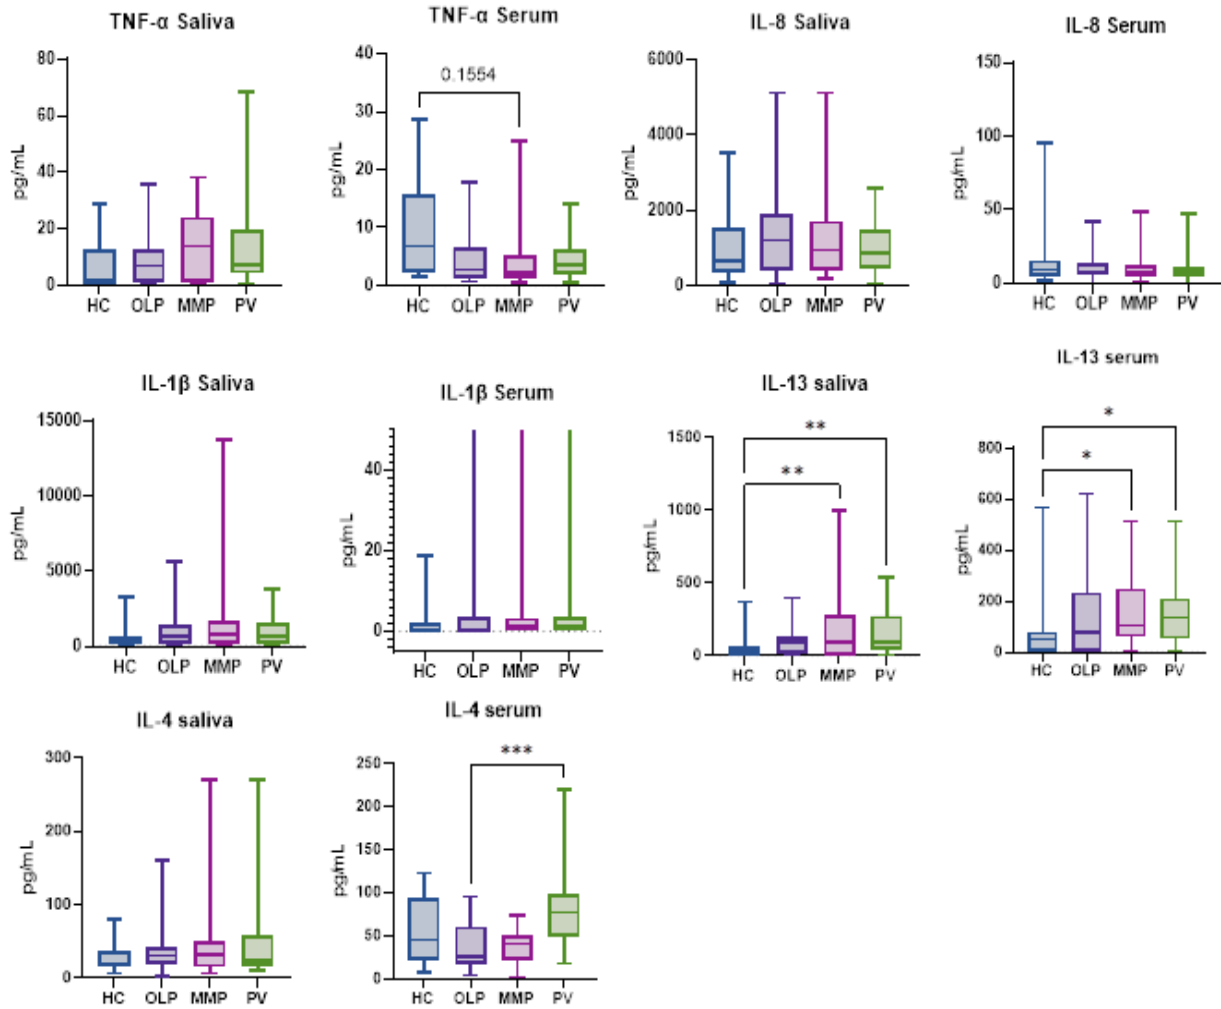 TNF-α Saliva
80
60
40
20
0
pg/mL
HC OLP MMP PV
TNF-α Serum
40
30
20
10
0
pg/mL
0.1554
HC OLP MMP PV
IL-8 Saliva
6000
4000
2000
0
pg/mL
HC OLP MMP PV
IL-8 Serum
150
100
50
0
pg/mL
HC OLP MMP PV
IL-1β Saliva
15000
10000
5000
0
pg/mL
HC OLP MMP PV
IL-1β Serum
40
20
0
pg/mL
HC OLP MMP PV
IL-13 saliva
1500
1000
500
0
pg/mL
**
**
HC OLP MMP PV
IL-13 serum
800
600
400
200
0
pg/mL
*
*
HC OLP MMP PV
IL-4 saliva
300
200
100
0
pg/mL
HC OLP MMP PV
IL-4 serum
250
200
150
100
50
0
pg/mL
***
HC OLP MMP PV